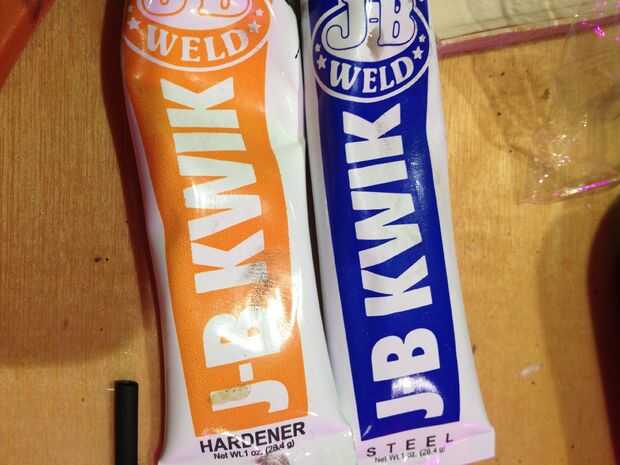 J-B
WELD
J-B KWIK
HARDENER
Net Wt. 1 oz. (28.4 g)
J-B
WELD
J-B KWIK
STEEL
Net Wt. 1 oz. (28.4 g)